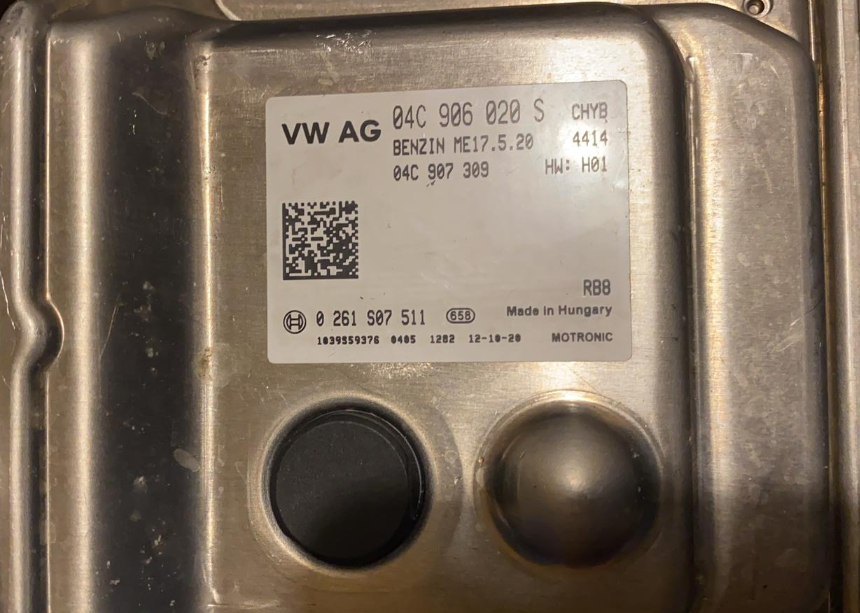 VW AG 04C 906 020 S CHYB
BENZIN ME17.5.20 4414
04C 907 309 HW: H01
RB8
0 261 S07 511 658 Made in Hungary
1039S59376 0405 1282 12-10-20 MOTRONIC